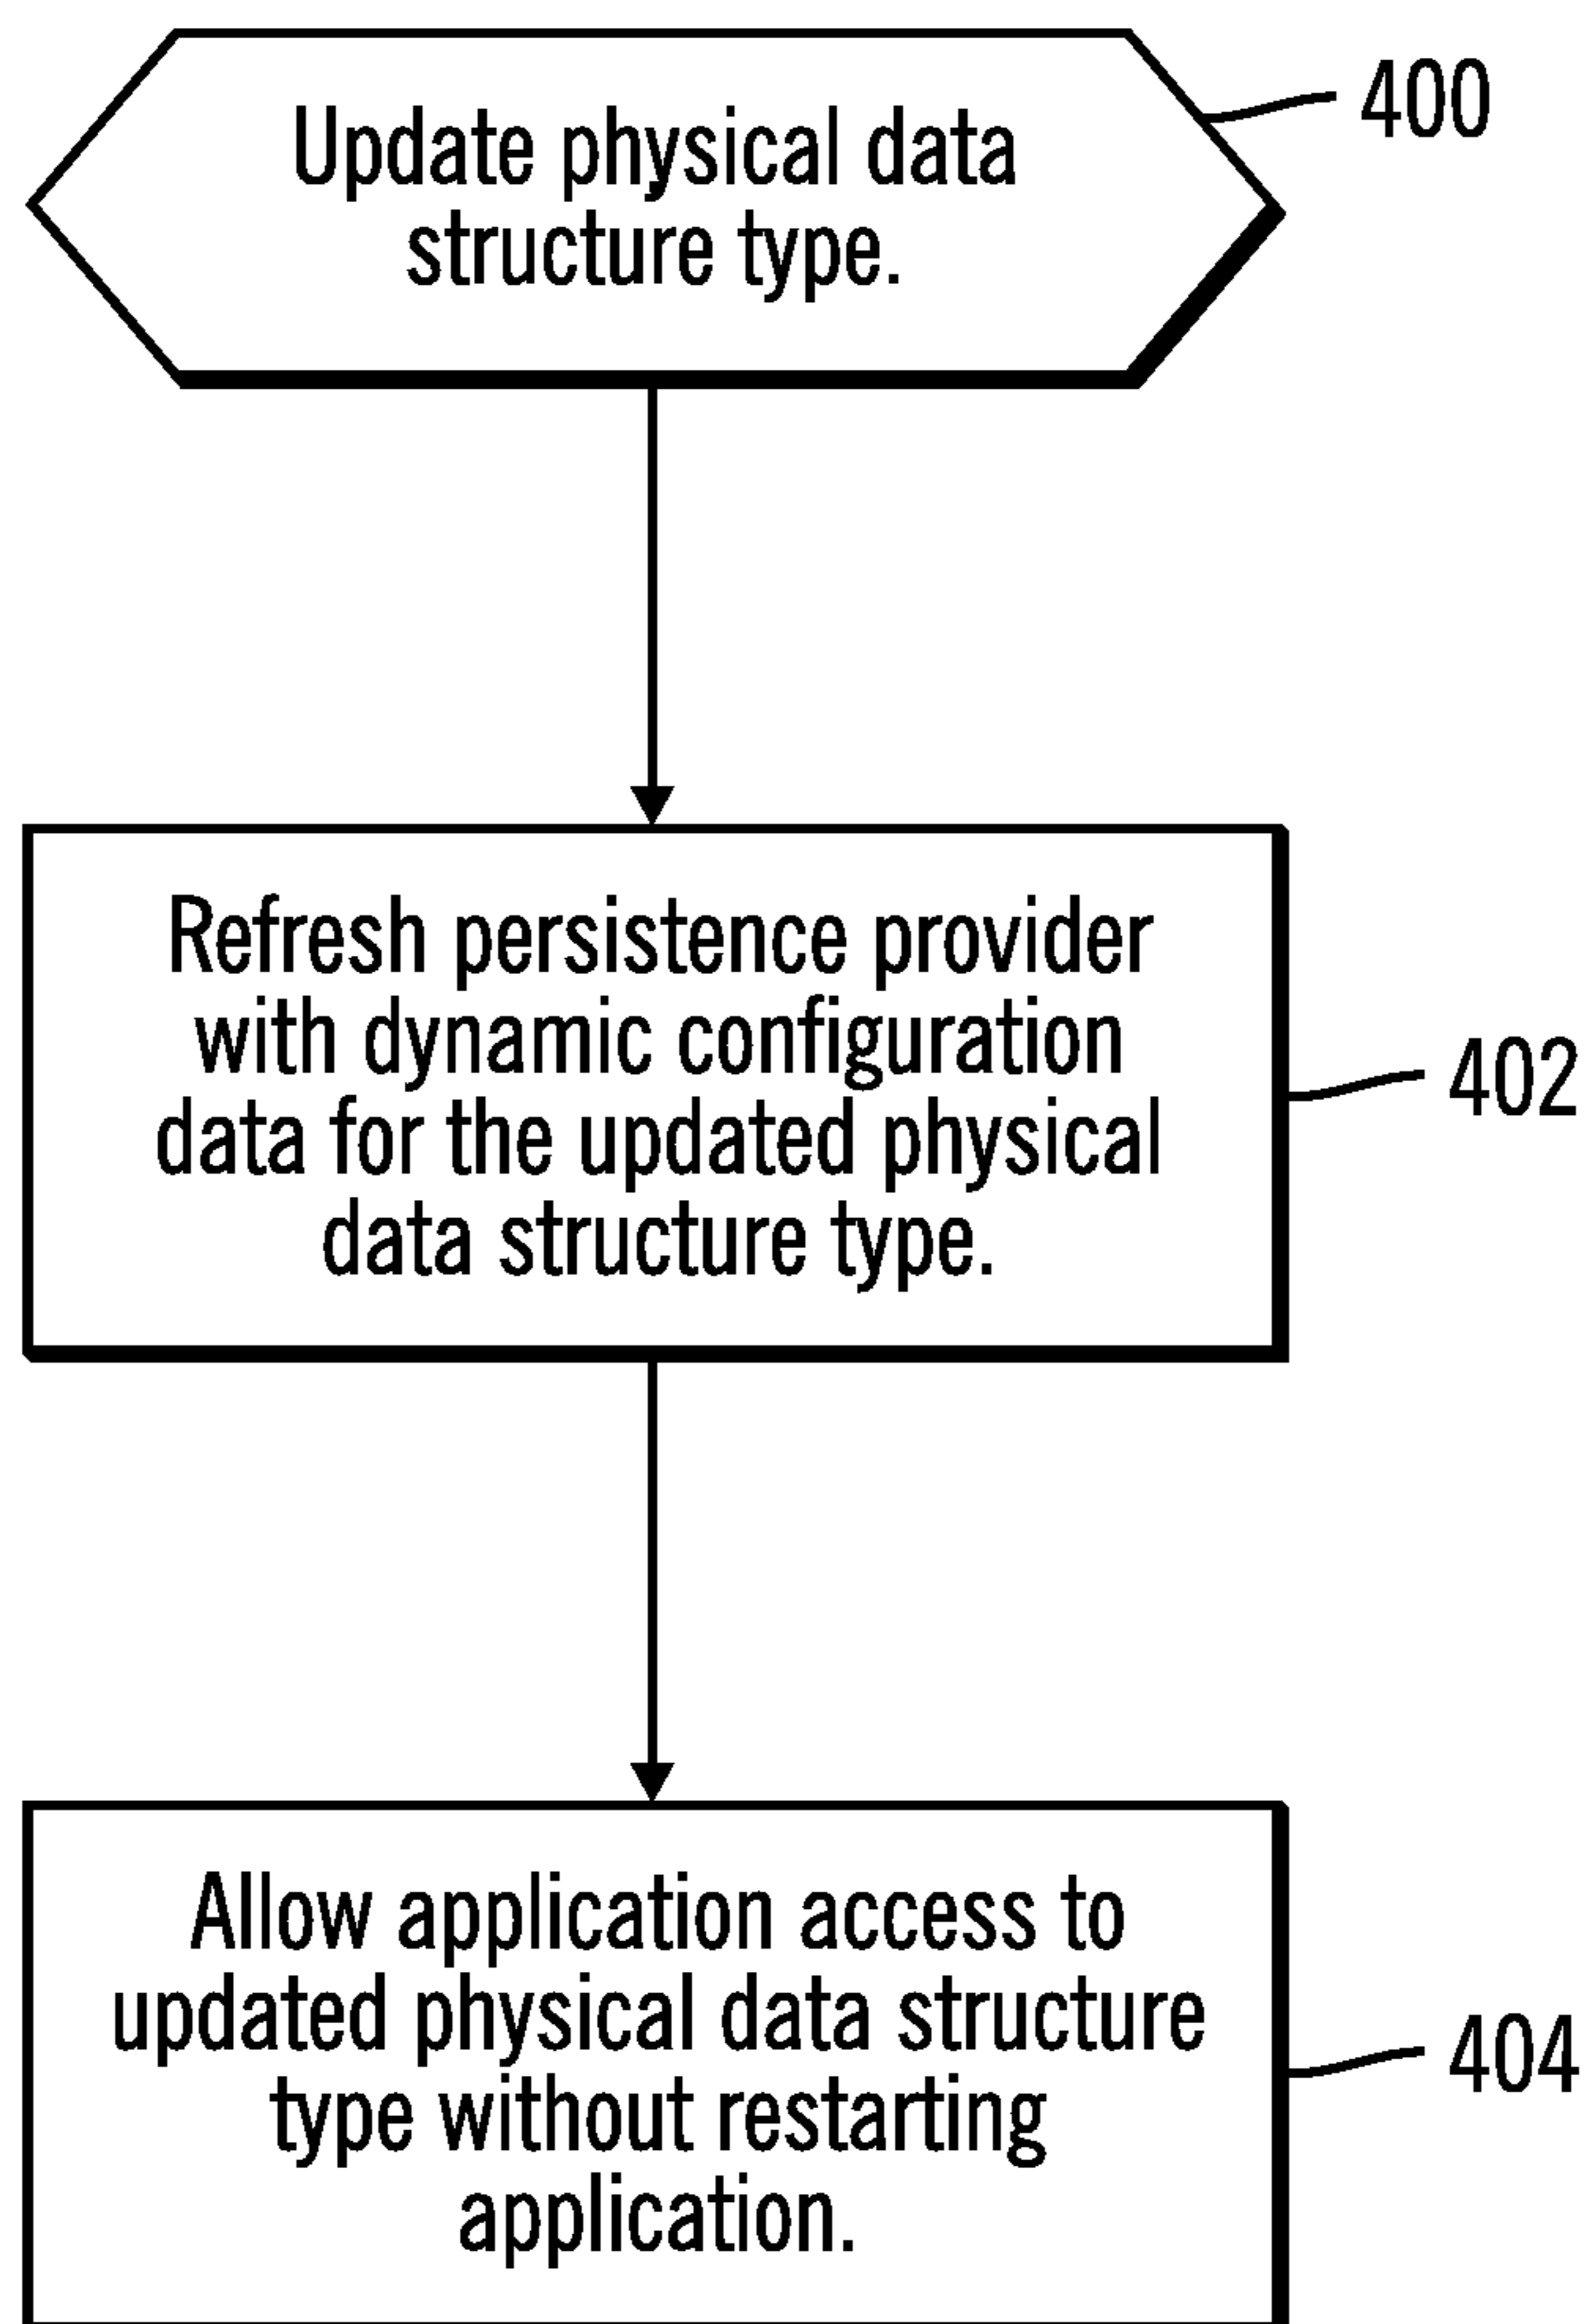 Update physical data
structure type.
400
Refresh persistence provider
with dynamic configuration
data for the updated physical
data structure type.
402
Allow application access to
updated physical data structure
type without restarting
application.
404